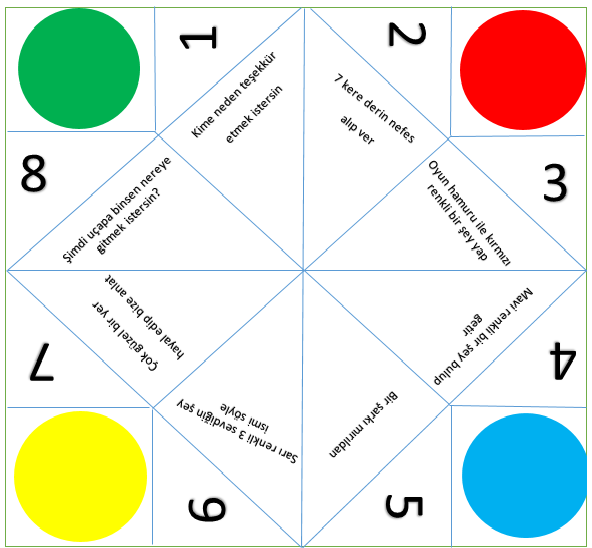 1
Kime neden teşekkür
etmek istersin
2
7 kere derin nefes
alıp ver
3
Oyun hamuru ile kırmızı
renkli bir şey yap
4
Mavi renkli bir şey bulup
getir
5
Bir şarkı mırıldan
6
Sarı renkli 3 sevdiğin şey
ismi söyle
7
Çok güzel bir yer
hayal edip bize anlat
8
Şimdi uçapa binsen nereye
gitmek istersin?